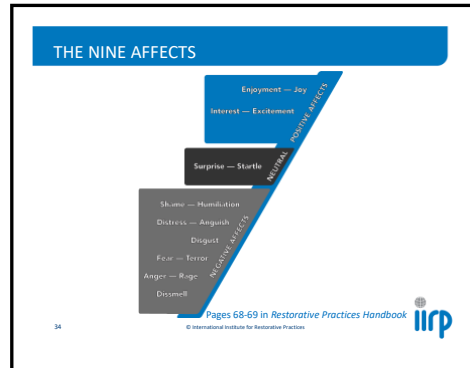 THE NINE AFFECTS
Enjoyment — Joy
Interest — Excitement
POSITIVE AFFECTS
Surprise — Startle
NEUTRAL
Shame — Humiliation
Distress — Anguish
Disgust
Fear — Terror
Anger — Rage
Dissmell
NEGATIVE AFFECTS
Pages 68-69 in Restorative Practices Handbook
34
© International Institute for Restorative Practices
iirp